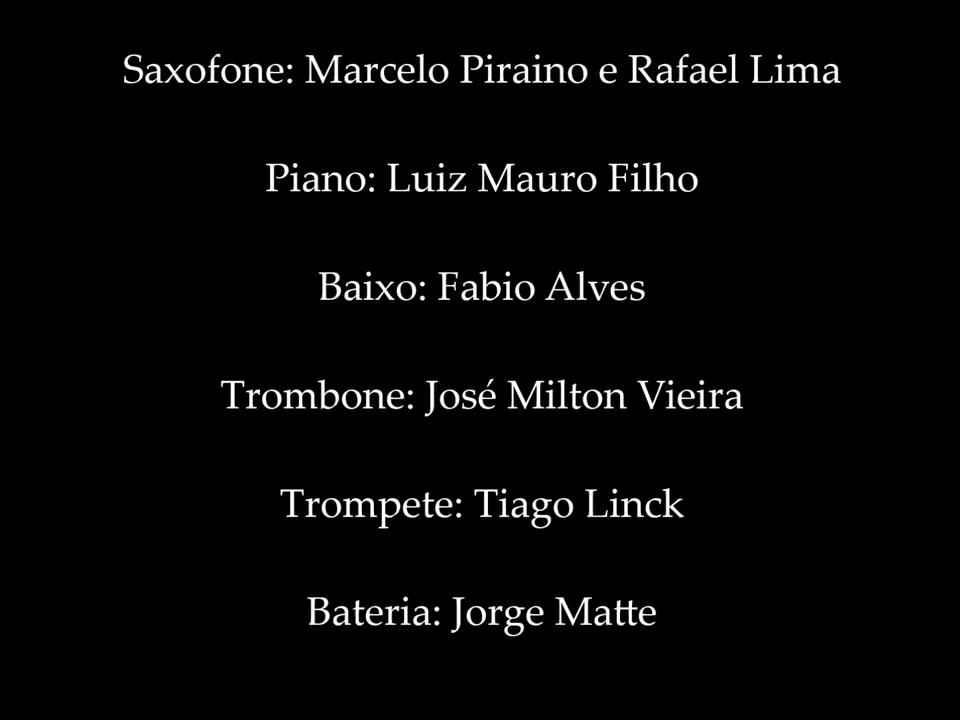 Saxofone: Marcelo Piraino e Rafael Lima
Piano: Luiz Mauro Filho
Baixo: Fabio Alves
Trombone: José Milton Vieira
Trompete: Tiago Linck
Bateria: Jorge Matte